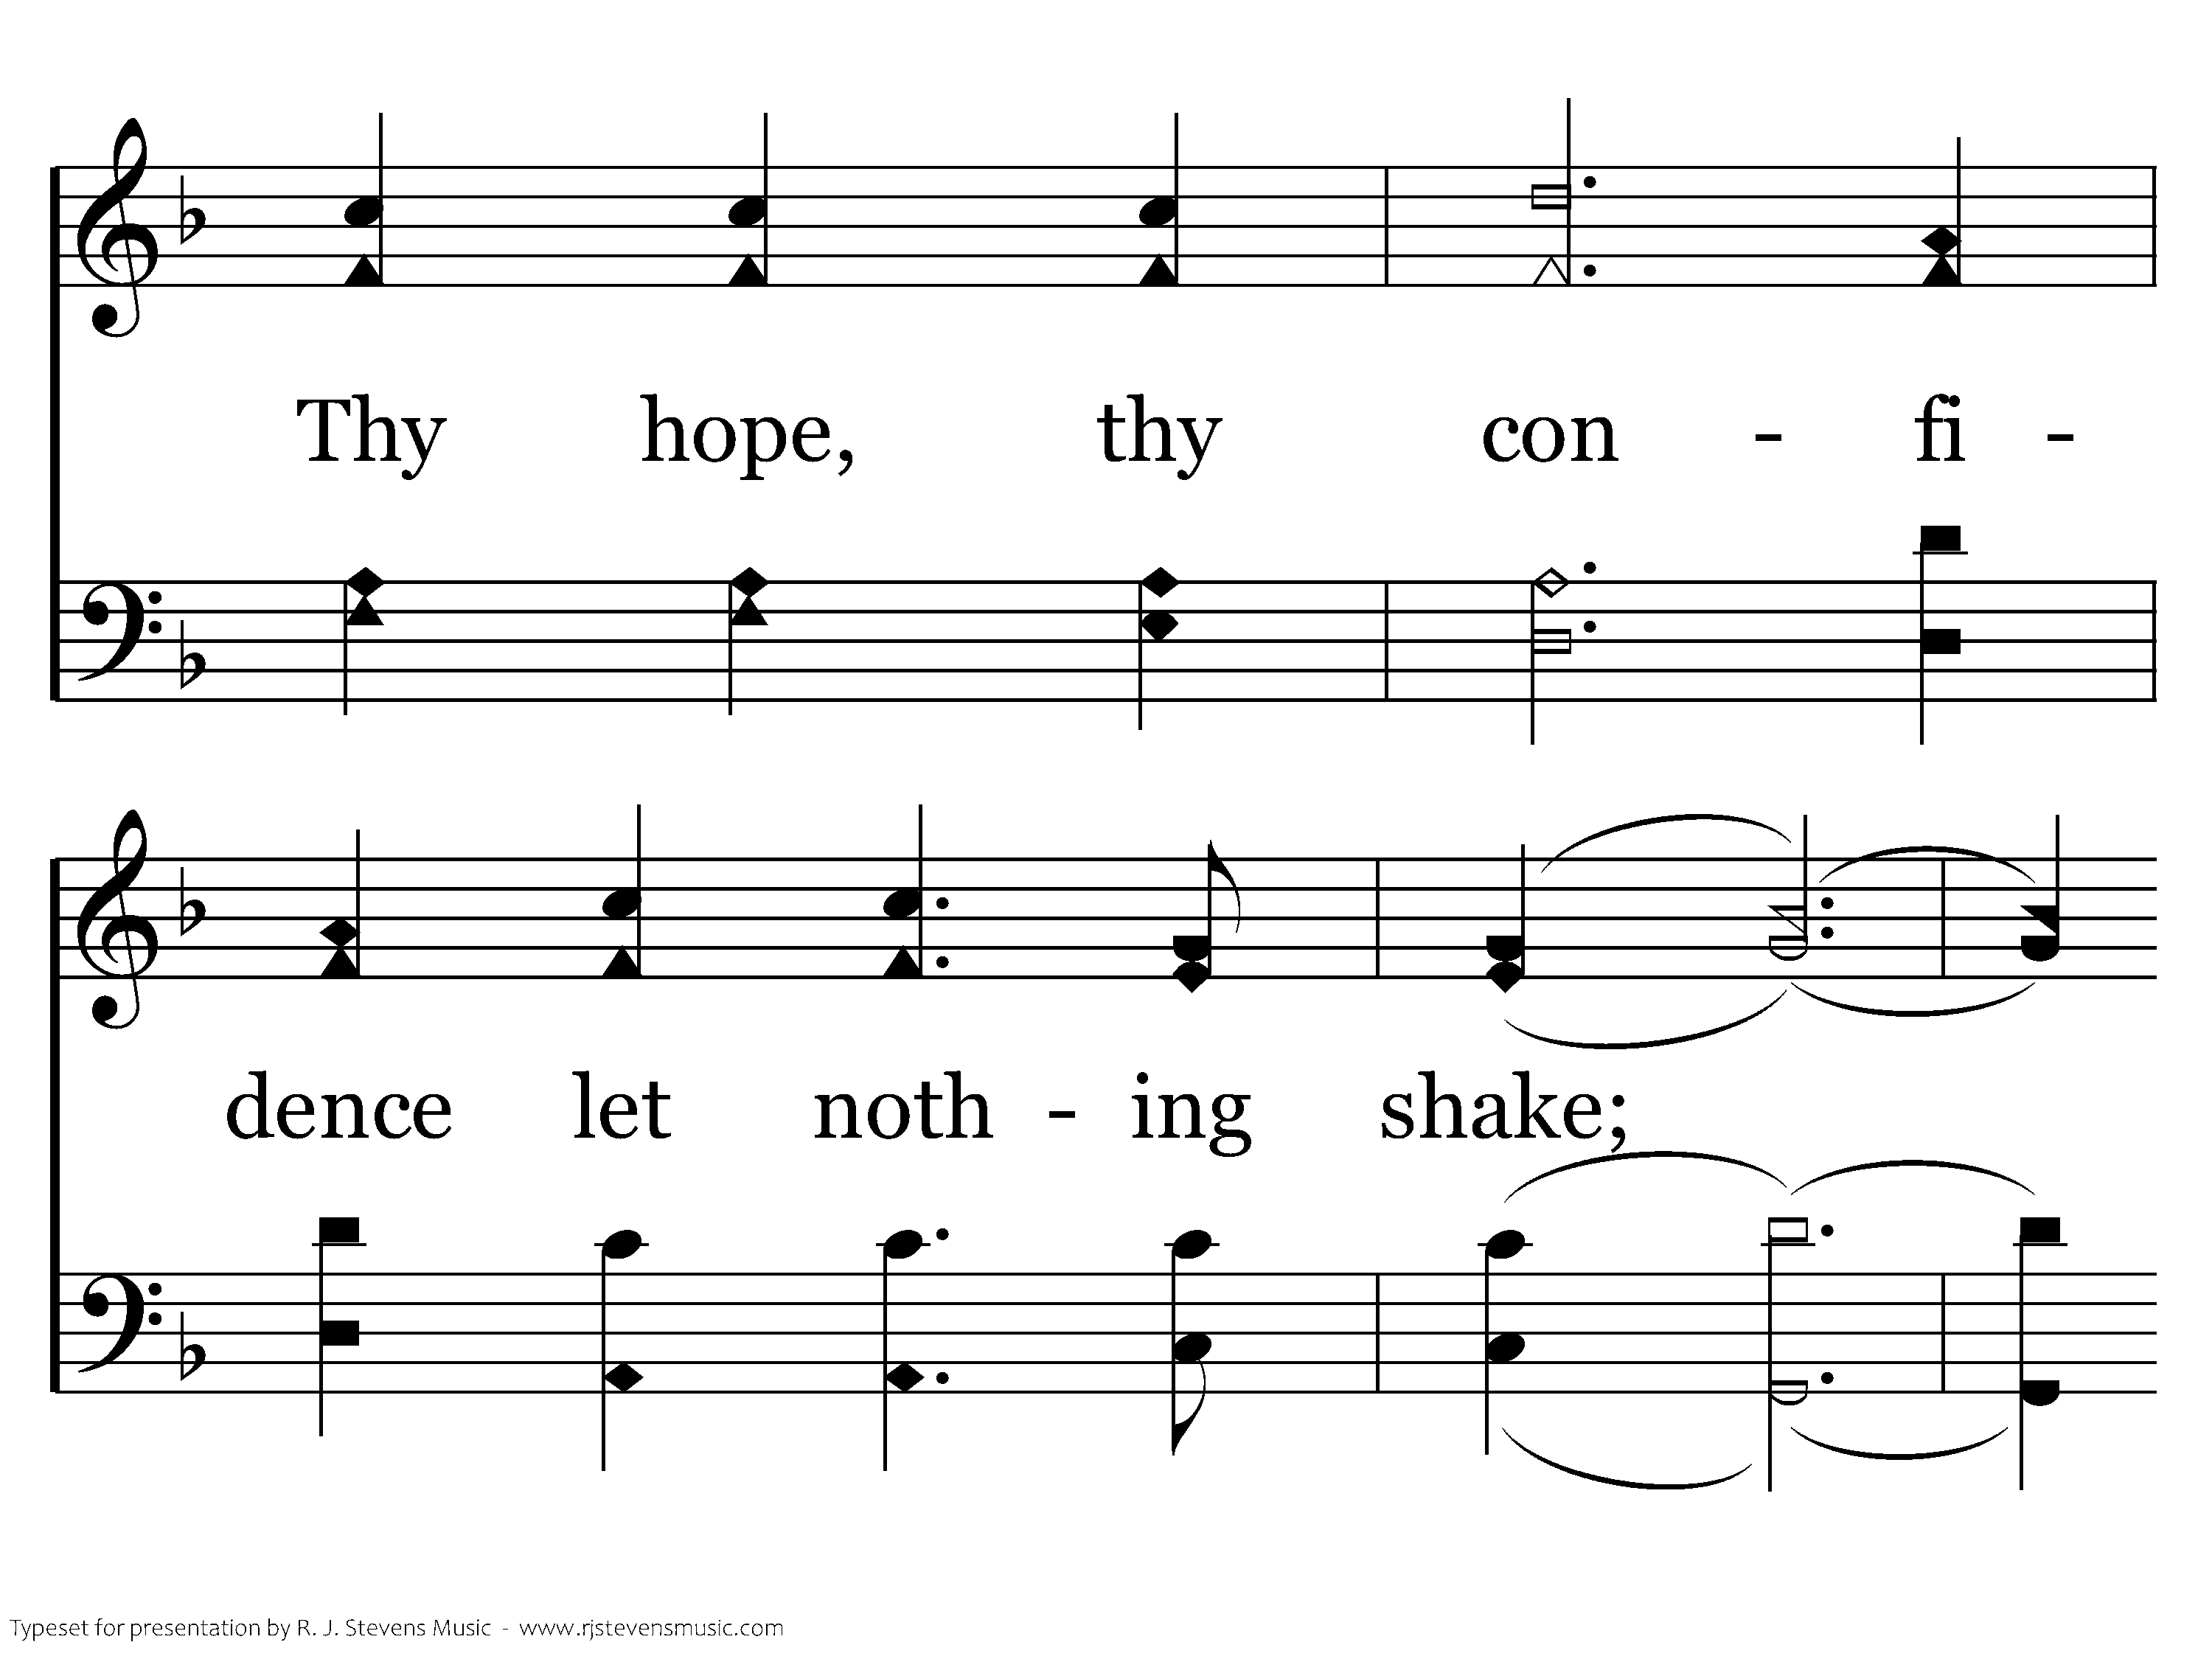 Thy hope, thy con - fi -
dence let noth - ing shake;
Typeset for presentation by R. J. Stevens Music - www.rjstevensmusic.com